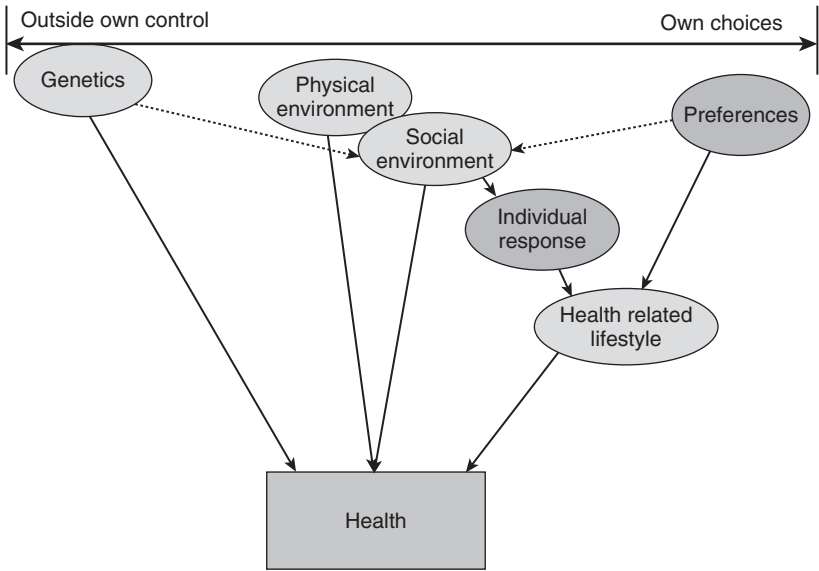 Outside own control
Own choices
Genetics
Physical
environment
Social
environment
Preferences
Individual
response
Health related
lifestyle
Health